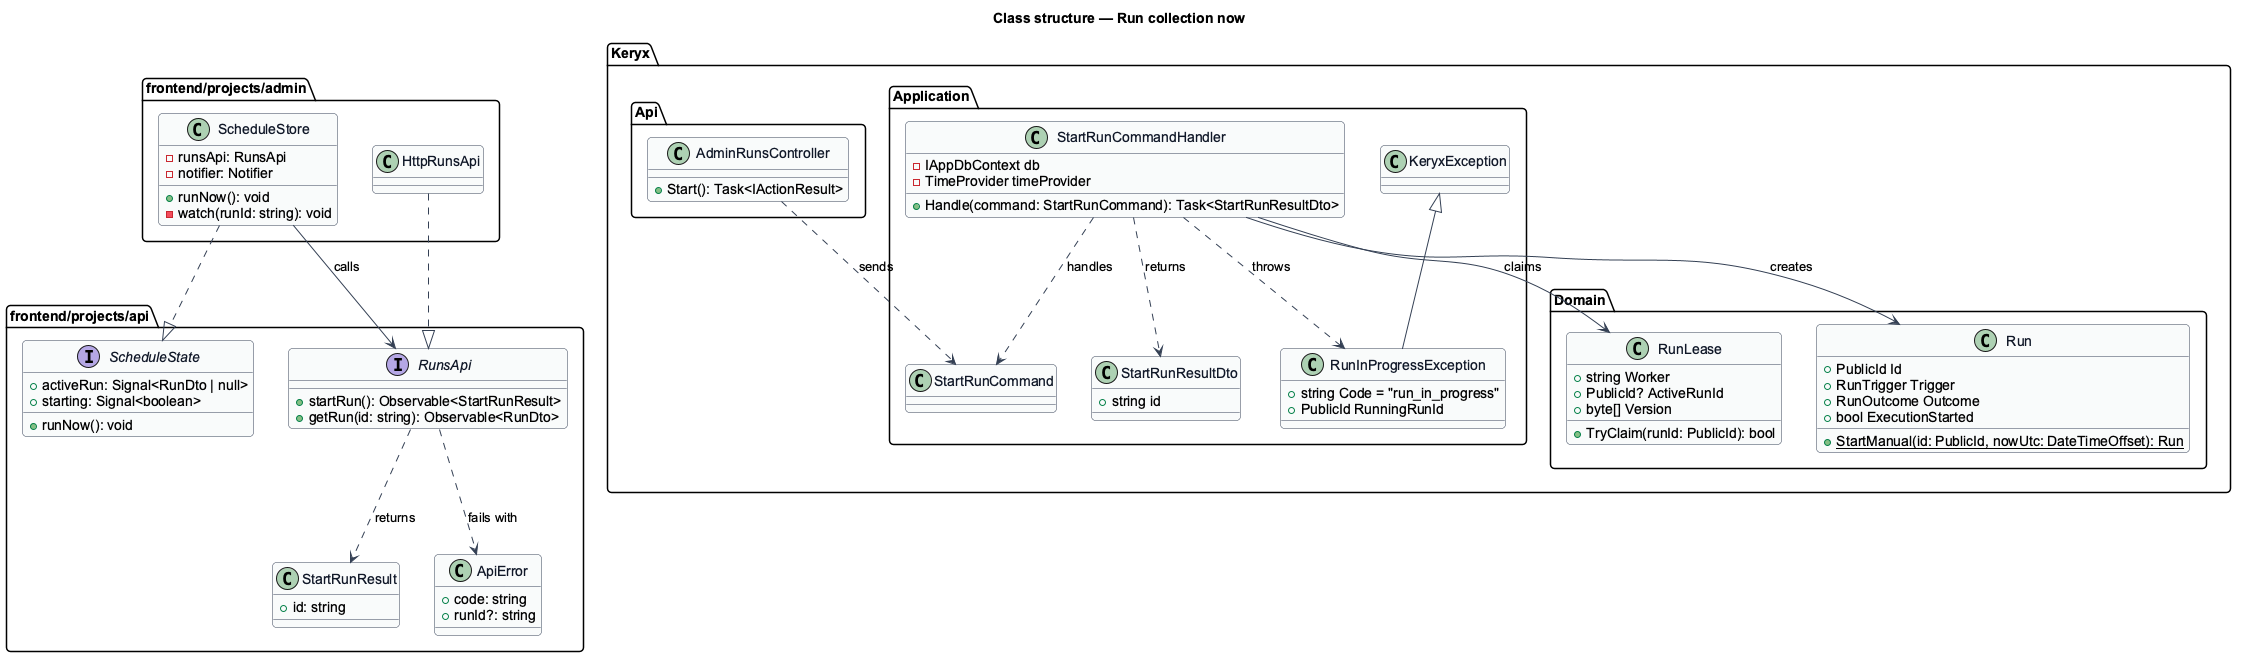 Class structure — Run collection now
frontend/projects/admin
C ScheduleStore
runsApi: RunsApi
notifier: Notifier
runNow(): void
watch(runId: string): void
C HttpRunsApi
calls
frontend/projects/api
I ScheduleState
activeRun: Signal<RunDto | null>
starting: Signal<boolean>
runNow(): void
I RunsApi
startRun(): Observable<StartRunResult>
getRun(id: string): Observable<RunDto>
returns
fails with
C StartRunResult
id: string
C ApiError
code: string
runId?: string
Keryx
Api
C AdminRunsController
Start(): Task<IActionResult>
sends
Application
C StartRunCommandHandler
IAppDbContext db
TimeProvider timeProvider
Handle(command: StartRunCommand): Task<StartRunResultDto>
C KeryxException
handles
returns
throws
claims
creates
C StartRunCommand
C StartRunResultDto
string id
C RunInProgressException
string Code = "run_in_progress"
PublicId RunningRunId
Domain
C RunLease
string Worker
PublicId? ActiveRunId
byte[] Version
TryClaim(runId: PublicId): bool
C Run
PublicId Id
RunTrigger Trigger
RunOutcome Outcome
bool ExecutionStarted
StartManual(id: PublicId, nowUtc: DateTimeOffset): Run